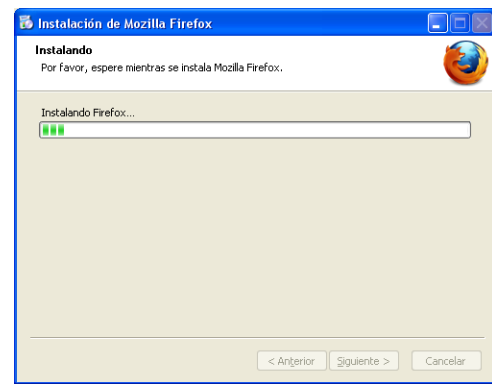 Instalación de Mozilla Firefox
Instalando
Por favor, espere mientras se instala Mozilla Firefox.
Instalando Firefox...
< Anterior Siguiente > Cancelar